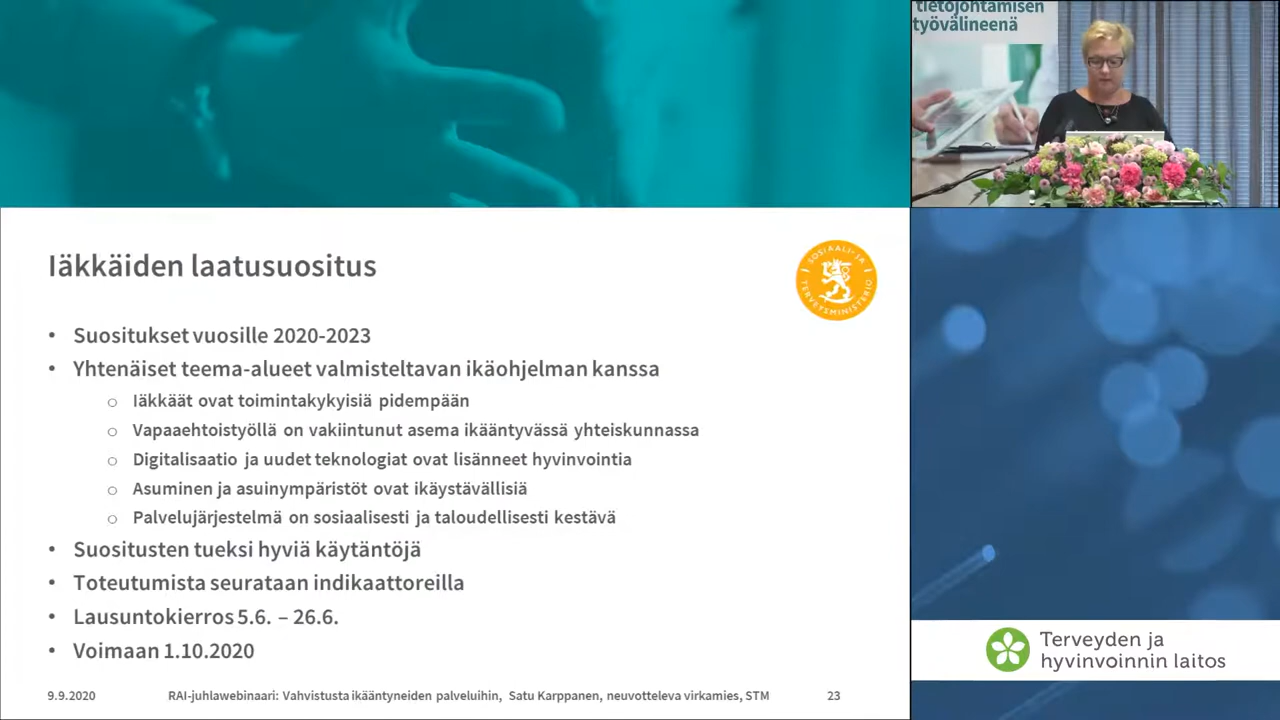 tietojohtamisen
työvälineenä
Iäkkäiden laatusuositus
SOSIAALI- JA TERVEYSMINISTERIÖ
• Suositukset vuosille 2020-2023
• Yhtenäiset teema-alueet valmisteltavan ikäohjelman kanssa
○ Iäkkäät ovat toimintakykyisiä pidempään
○ Vapaaehtoistyöllä on vakiintunut asema ikääntyvässä yhteiskunnassa
○ Digitalisaatio ja uudet teknologiat ovat lisänneet hyvinvointia
○ Asuminen ja asuinympäristöt ovat ikäystävällisiä
○ Palvelujärjestelmä on sosiaalisesti ja taloudellisesti kestävä
• Suositusten tueksi hyviä käytäntöjä
• Toteutumista seurataan indikaattoreilla
• Lausuntokierros 5.6. – 26.6.
• Voimaan 1.10.2020
9.9.2020 RAI-juhlawebinaari: Vahvistusta ikääntyneiden palveluihin, Satu Karppanen, neuvotteleva virkamies, STM 23
Terveyden ja
hyvinvoinnin laitos